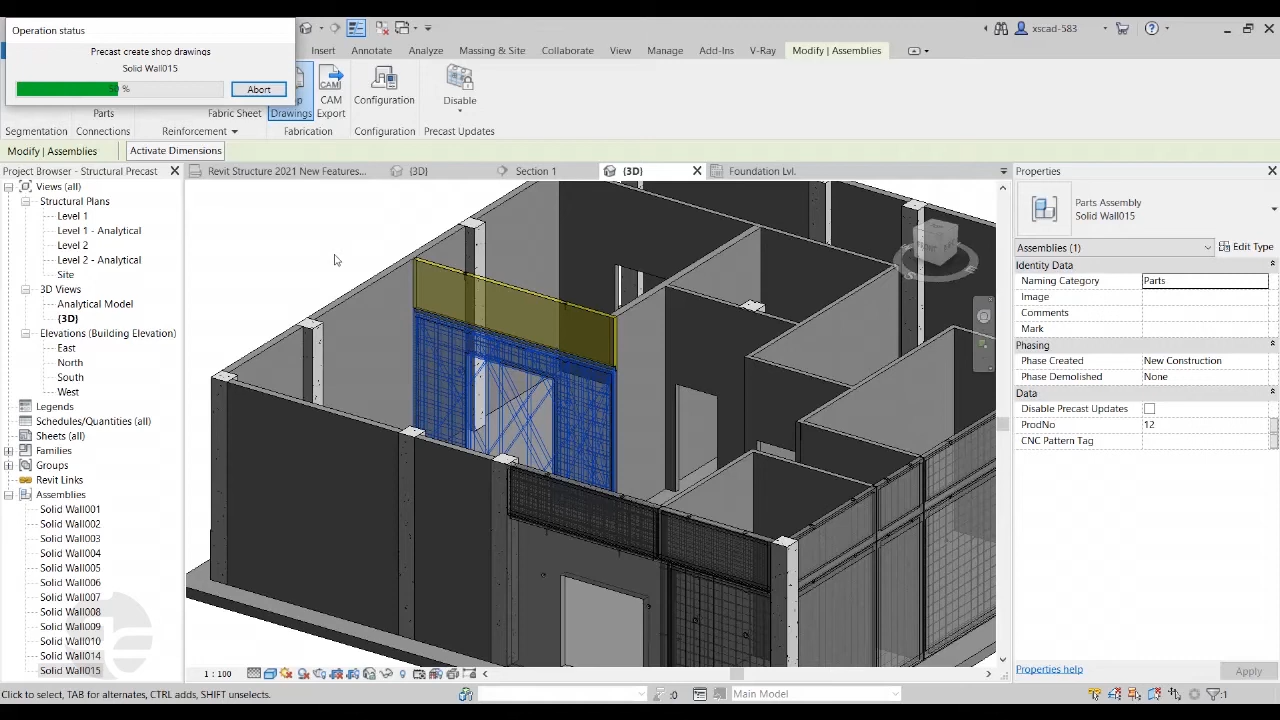 Operation status
Precast create shop drawings
Solid Wall015
50 %
Abort
xscad-583
Insert
Annotate
Analyze
Massing & Site
Collaborate
View
Manage
Add-Ins
V-Ray
Modify | Assemblies
CAM
Configuration
Disable
Parts
Fabric Sheet
Drawings
Export
Segmentation
Connections
Reinforcement
Fabrication
Configuration
Precast Updates
Modify | Assemblies
Activate Dimensions
Project Browser - Structural Precast
Revit Structure 2021 New Features...
{3D}
Section 1
{3D}
Foundation Lvl.
Properties
Views (all)
Structural Plans
Level 1
Level 1 - Analytical
Level 2
Level 2 - Analytical
Site
3D Views
Analytical Model
{3D}
Elevations (Building Elevation)
East
North
South
West
Legends
Schedules/Quantities (all)
Sheets (all)
Families
Groups
Revit Links
Assemblies
Solid Wall001
Solid Wall002
Solid Wall003
Solid Wall004
Solid Wall005
Solid Wall006
Solid Wall007
Solid Wall008
Solid Wall009
Solid Wall010
Solid Wall014
Solid Wall015
FRONT
Parts Assembly
Solid Wall015
Assemblies (1)
Edit Type
Identity Data
Naming Category Parts
Image
Comments
Mark
Phasing
Phase Created New Construction
Phase Demolished None
Data
Disable Precast Updates
ProdNo 12
CNC Pattern Tag
Properties help
Apply
1 : 100
Click to select, TAB for alternates, CTRL adds, SHIFT unselects.
:0
Main Model
:1